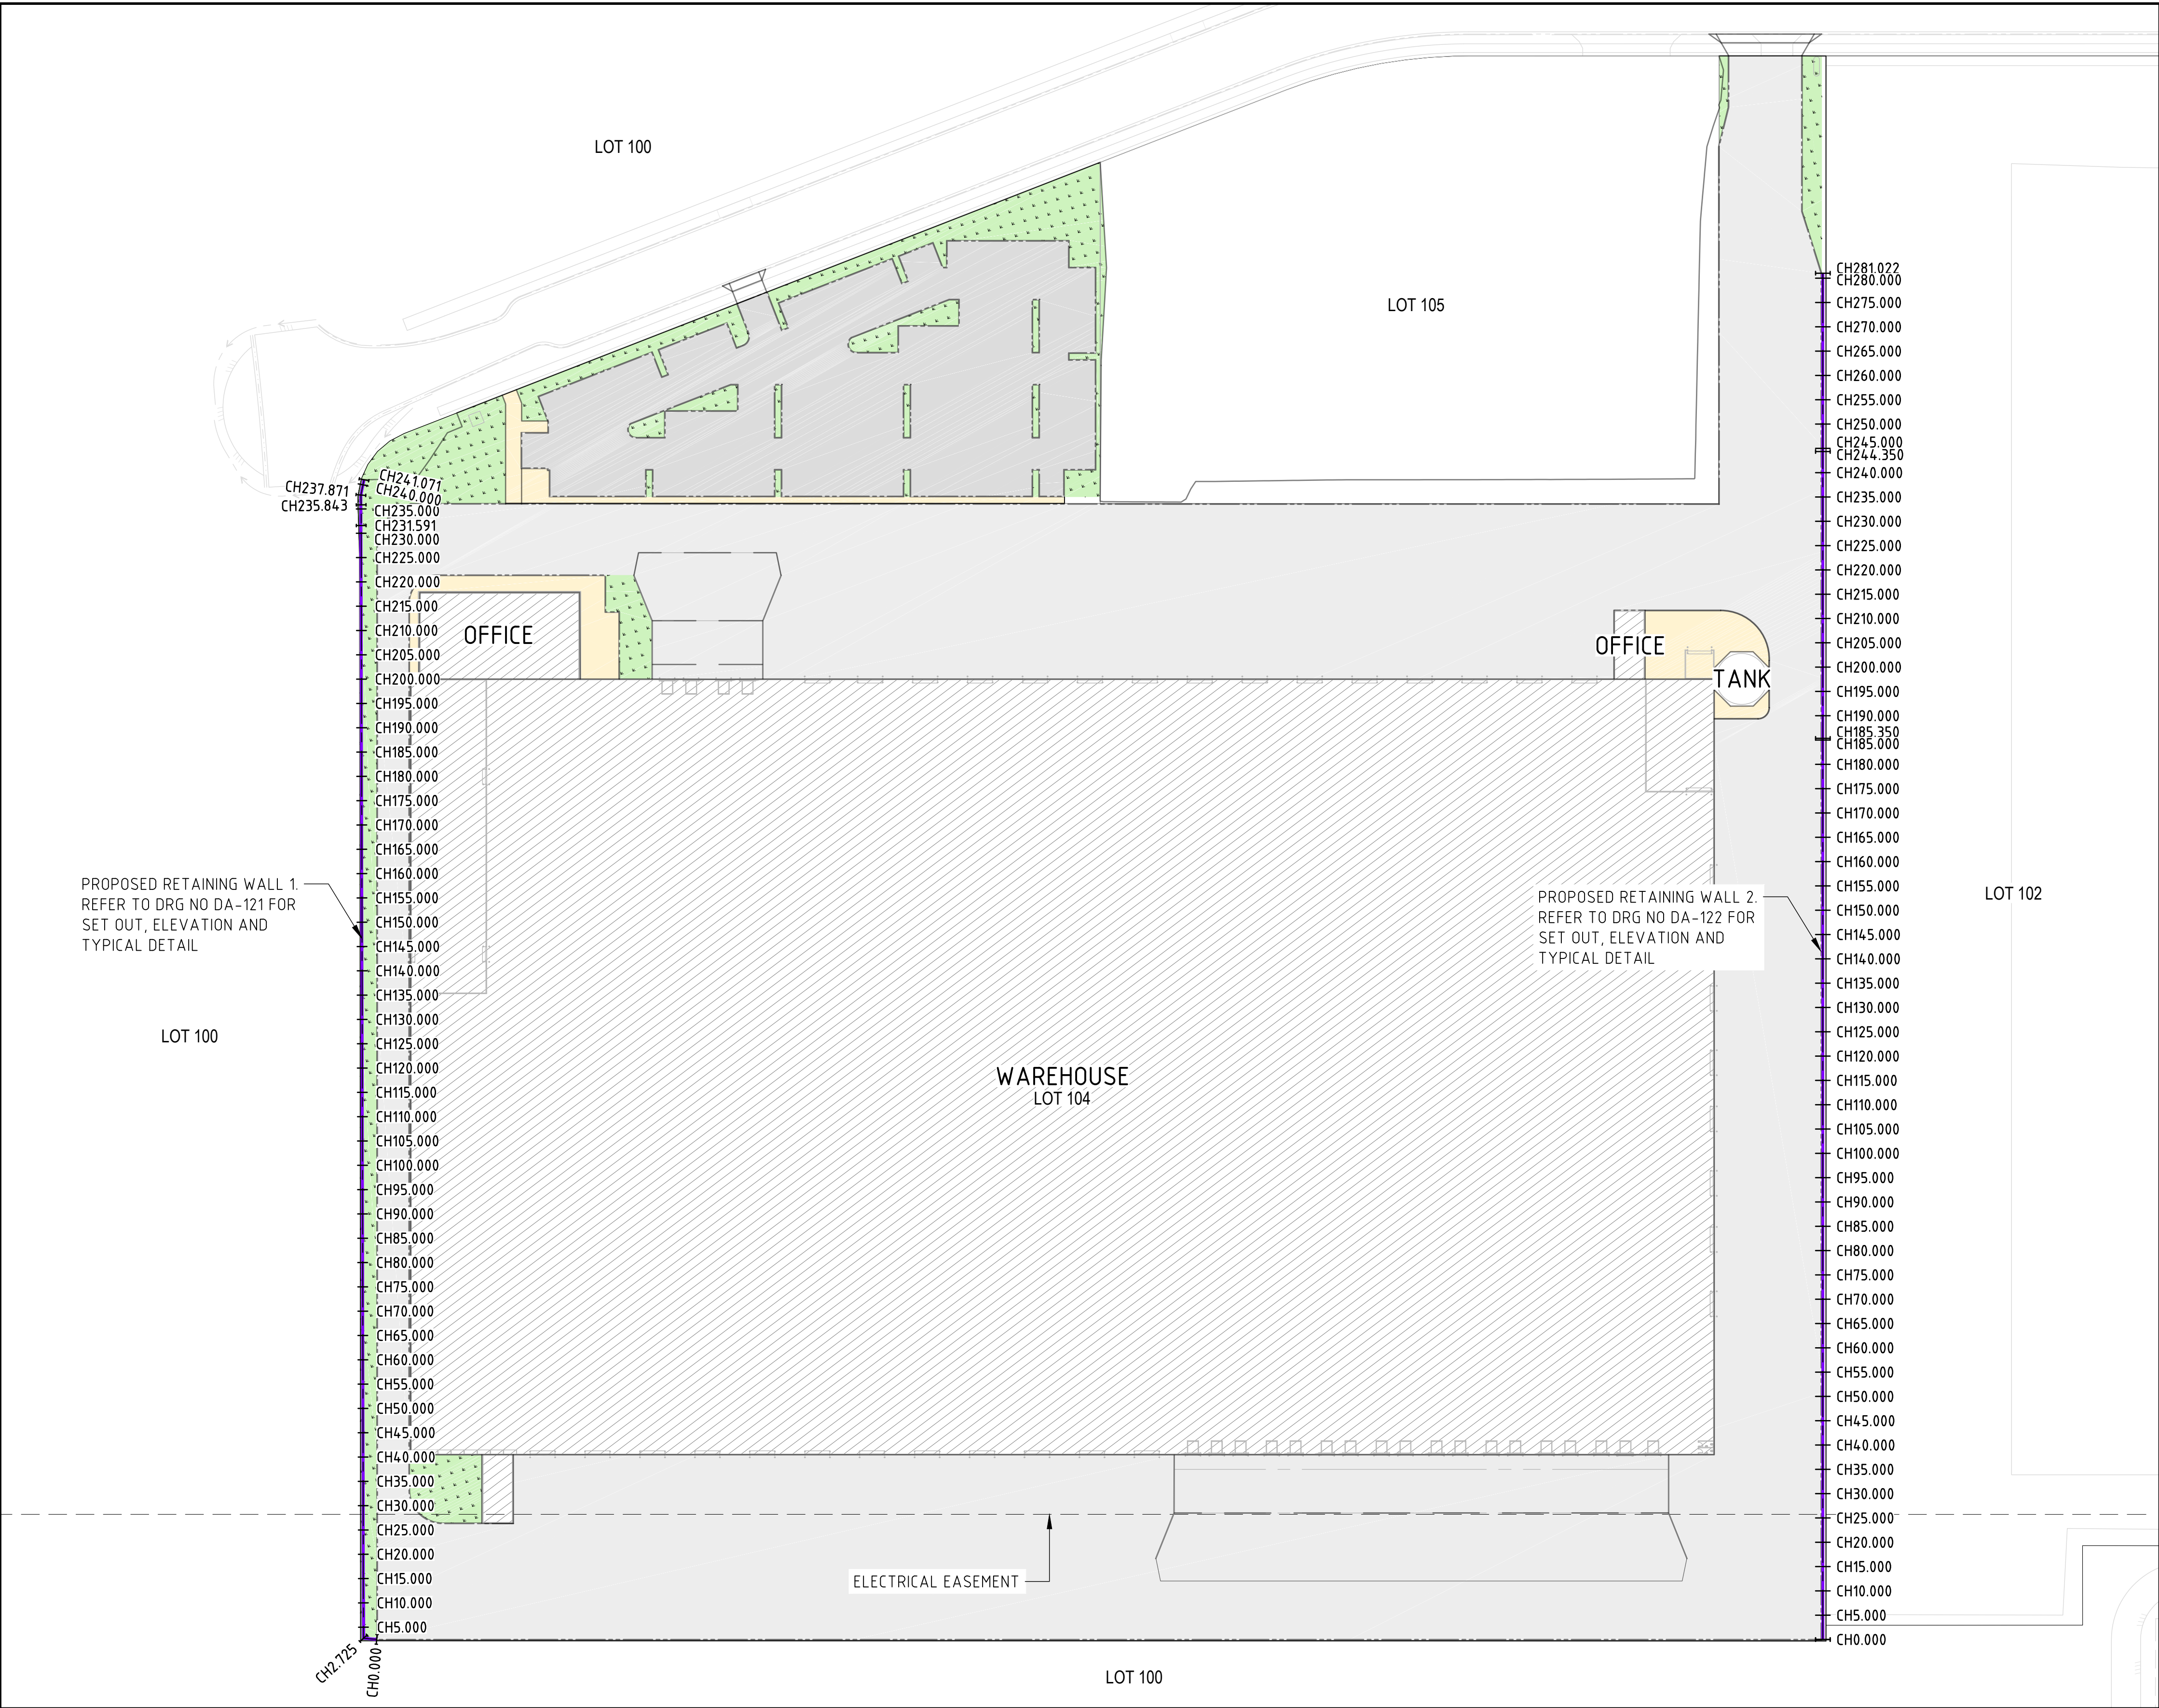 LOT 100
LOT 105
CH281.022
CH280.000
CH275.000
CH270.000
CH265.000
CH260.000
CH255.000
CH250.000
CH245.000
CH244.350
CH240.000
CH235.000
CH230.000
CH225.000
CH220.000
CH215.000
CH210.000
CH205.000
CH200.000
CH195.000
CH190.000
CH185.350
CH185.000
CH180.000
CH175.000
CH170.000
CH165.000
CH160.000
CH155.000
CH150.000
CH145.000
CH140.000
CH135.000
CH130.000
CH125.000
CH120.000
CH115.000
CH110.000
CH105.000
CH100.000
CH95.000
CH90.000
CH85.000
CH80.000
CH75.000
CH70.000
CH65.000
CH60.000
CH55.000
CH50.000
CH45.000
CH40.000
CH35.000
CH30.000
CH25.000
CH20.000
CH15.000
CH10.000
CH5.000
CH0.000
CH241.071
CH240.000
CH237.871
CH235.843
CH235.000
CH231.591
CH230.000
CH225.000
CH220.000
CH215.000
CH210.000
CH205.000
CH200.000
CH195.000
CH190.000
CH185.000
CH180.000
CH175.000
CH170.000
CH165.000
CH160.000
CH155.000
CH150.000
CH145.000
CH140.000
CH135.000
CH130.000
CH125.000
CH120.000
CH115.000
CH110.000
CH105.000
CH100.000
CH95.000
CH90.000
CH85.000
CH80.000
CH75.000
CH70.000
CH65.000
CH60.000
CH55.000
CH50.000
CH45.000
CH40.000
CH35.000
CH30.000
CH25.000
CH20.000
CH15.000
CH10.000
CH5.000
CH2.725
CH0.000
OFFICE
OFFICE
TANK
PROPOSED RETAINING WALL 1.
REFER TO DRG NO DA-121 FOR
SET OUT, ELEVATION AND
TYPICAL DETAIL
PROPOSED RETAINING WALL 2.
REFER TO DRG NO DA-122 FOR
SET OUT, ELEVATION AND
TYPICAL DETAIL
LOT 102
LOT 100
WAREHOUSE
LOT 104
ELECTRICAL EASEMENT
LOT 100